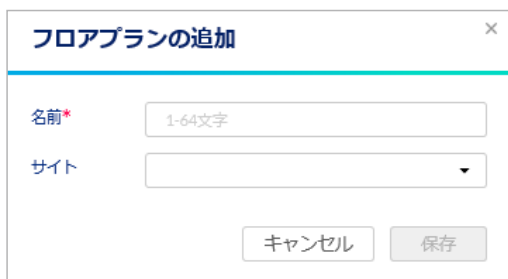 フロアプランの追加
名前*
1-64文字
サイト
キャンセル
保存